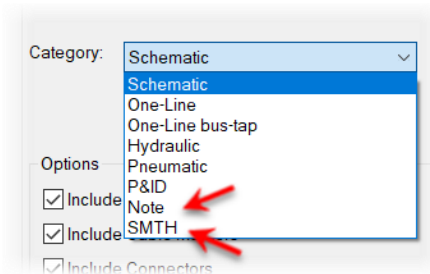 Category:
Schematic
Schematic
One-Line
One-Line bus-tap
Hydraulic
Pneumatic
P&ID
Note
SMTH
Options
Include
Include
Include Connectors